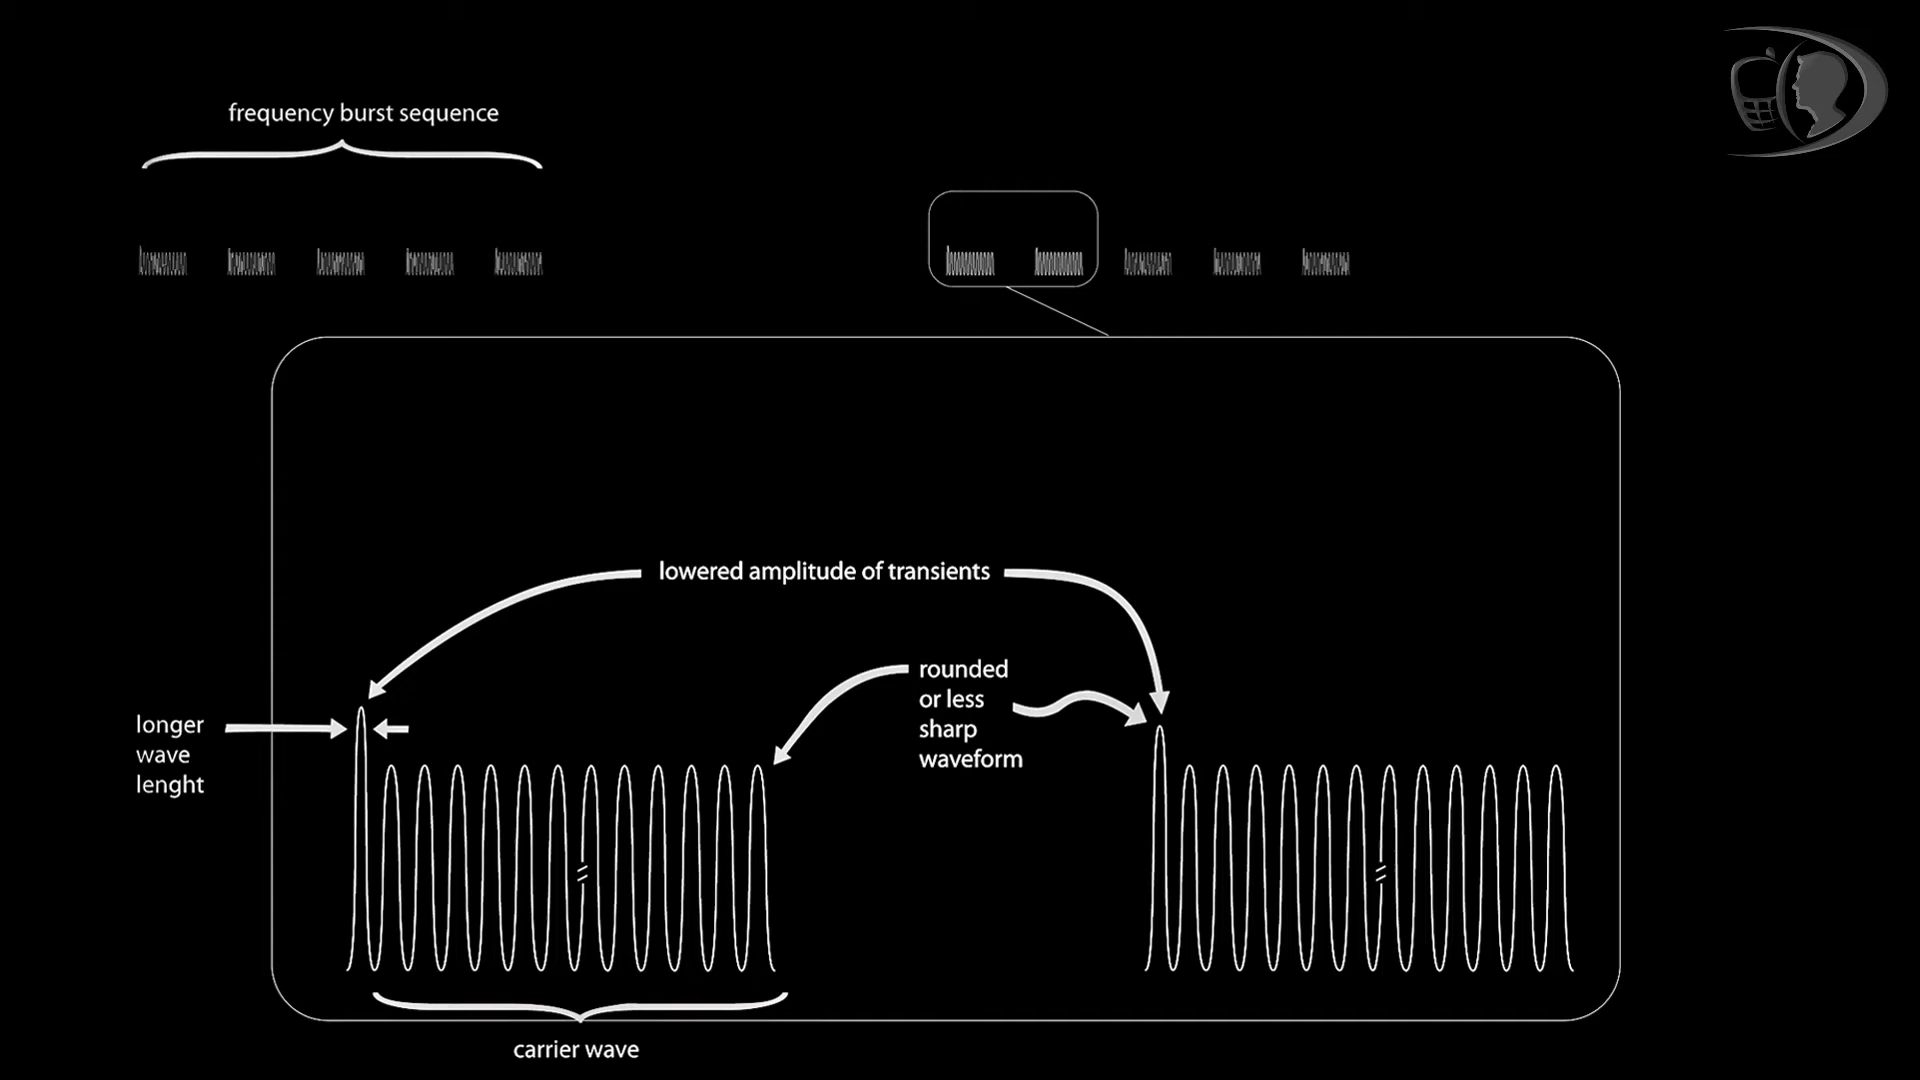 frequency burst sequence
lowered amplitude of transients
rounded
or less
sharp
waveform
longer
wave
lenght
carrier wave